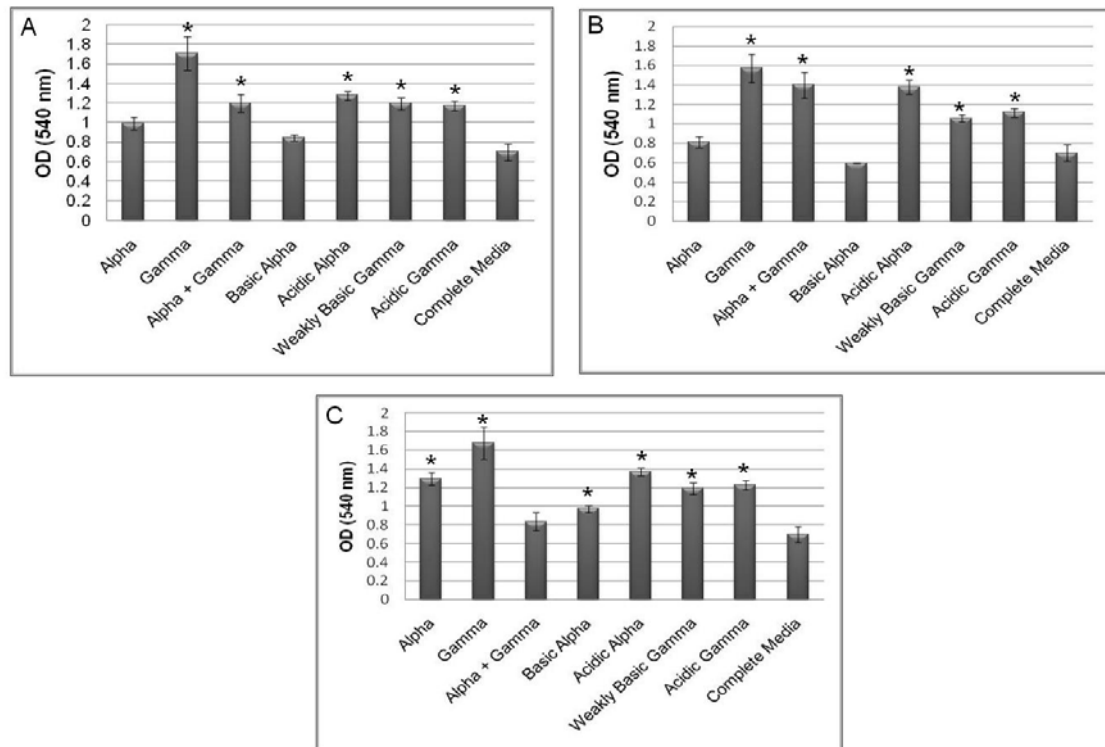 A
OD (540 nm)
2
1.8
1.6
1.4
1.2
1
0.8
0.6
0.4
0.2
0
* * * * *
Alpha
Gamma
Alpha + Gamma
Basic Alpha
Acidic Alpha
Weakly Basic Gamma
Acidic Gamma
Complete Media
B
OD (540 nm)
2
1.8
1.6
1.4
1.2
1
0.8
0.6
0.4
0.2
0
* * * * *
Alpha
Gamma
Alpha + Gamma
Basic Alpha
Acidic Alpha
Weakly Basic Gamma
Acidic Gamma
Complete Media
C
OD (540 nm)
2
1.8
1.6
1.4
1.2
1
0.8
0.6
0.4
0.2
0
* * * * * *
Alpha
Gamma
Alpha + Gamma
Basic Alpha
Acidic Alpha
Weakly Basic Gamma
Acidic Gamma
Complete Media